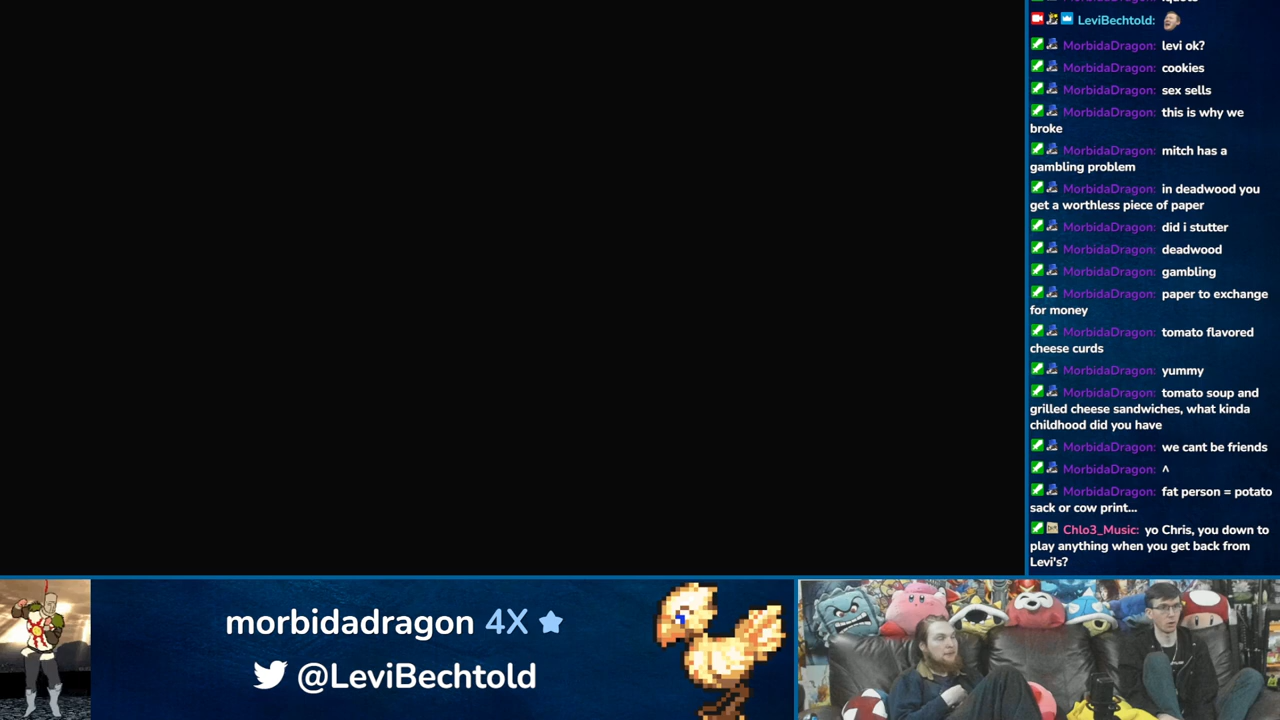 LeviBechtold:
MorbidaDragon: levi ok?
MorbidaDragon: cookies
MorbidaDragon: sex sells
MorbidaDragon: this is why we
broke
MorbidaDragon: mitch has a
gambling problem
MorbidaDragon: in deadwood you
get a worthless piece of paper
MorbidaDragon: did i stutter
MorbidaDragon: deadwood
MorbidaDragon: gambling
MorbidaDragon: paper to exchange
for money
MorbidaDragon: tomato flavored
cheese curds
MorbidaDragon: yummy
MorbidaDragon: tomato soup and
grilled cheese sandwiches, what kinda
childhood did you have
MorbidaDragon: we cant be friends
MorbidaDragon: ^
MorbidaDragon: fat person = potato
sack or cow print...
Chlo3_Music: yo Chris, you down to
play anything when you get back from
Levi's?
morbidadragon 4X
@LeviBechtold